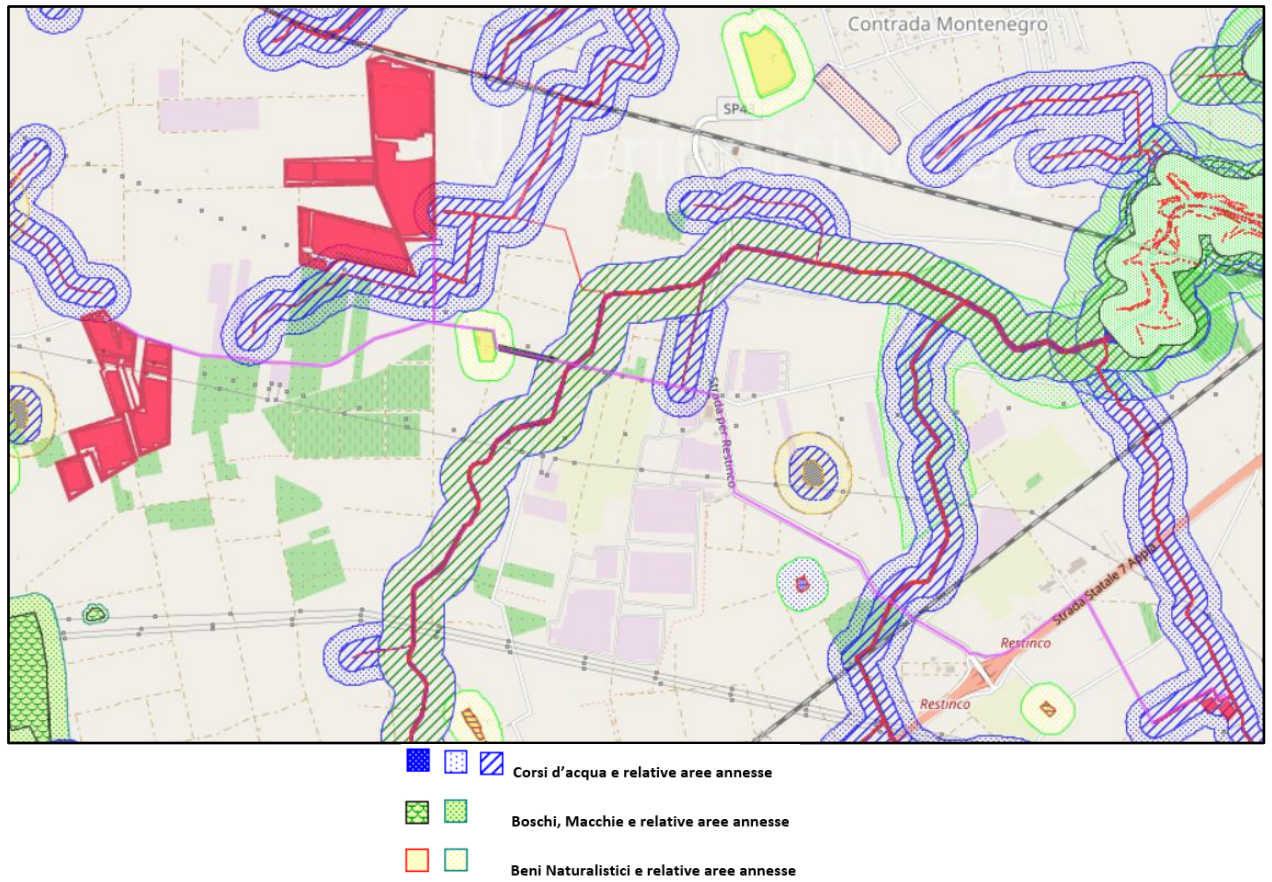 Contrada Montenegro
SP43
Strada per Restinco
Strada Statale 7 Appia
Restinco
Restinco
Corsi d'acqua e relative aree annesse
Boschi, Macchie e relative aree annesse
Beni Naturalistici e relative aree annesse